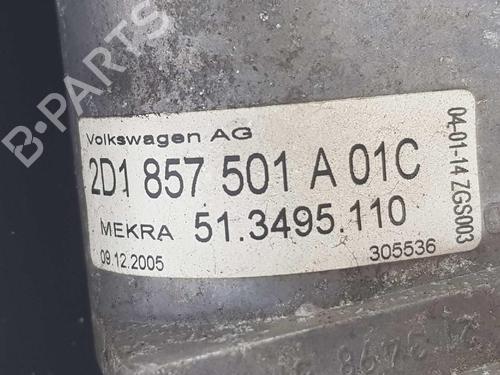 B-PARTS
Volkswagen AG
2D1 857 501 A 01C
MEKRA 51.3495.110
09.12.2005 305536
04-01-14 ZGS003